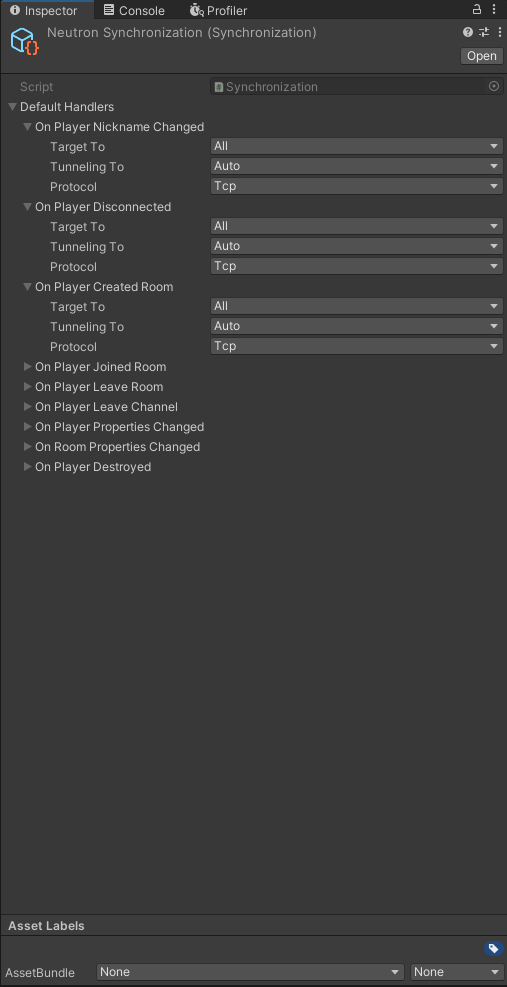 Inspector Console Profiler
Neutron Synchronization (Synchronization)
Open
Script Synchronization
Default Handlers
On Player Nickname Changed
Target To All
Tunneling To Auto
Protocol Tcp
On Player Disconnected
Target To All
Tunneling To Auto
Protocol Tcp
On Player Created Room
Target To All
Tunneling To Auto
Protocol Tcp
On Player Joined Room
On Player Leave Room
On Player Leave Channel
On Player Properties Changed
On Room Properties Changed
On Player Destroyed
Asset Labels
AssetBundle None None